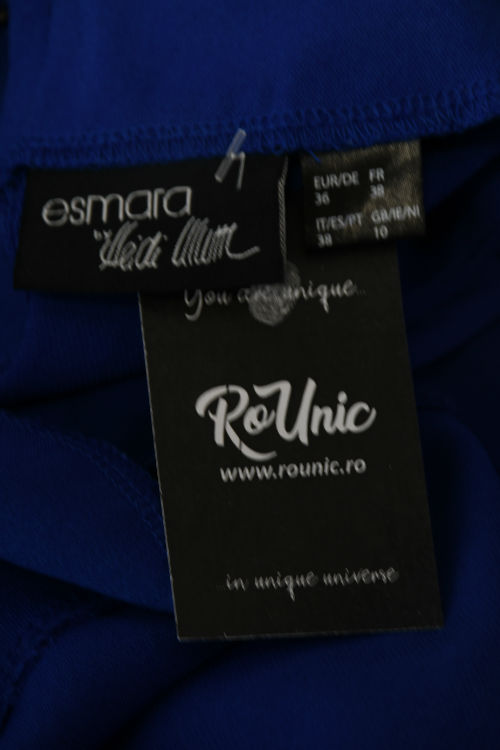 esmara
BY Heidi Klum
EUR/DE FR
36 38
IT/ES/PT GB/IE/NI
38 10
You are unique...
RoUnic
www.rounic.ro
in unique universe